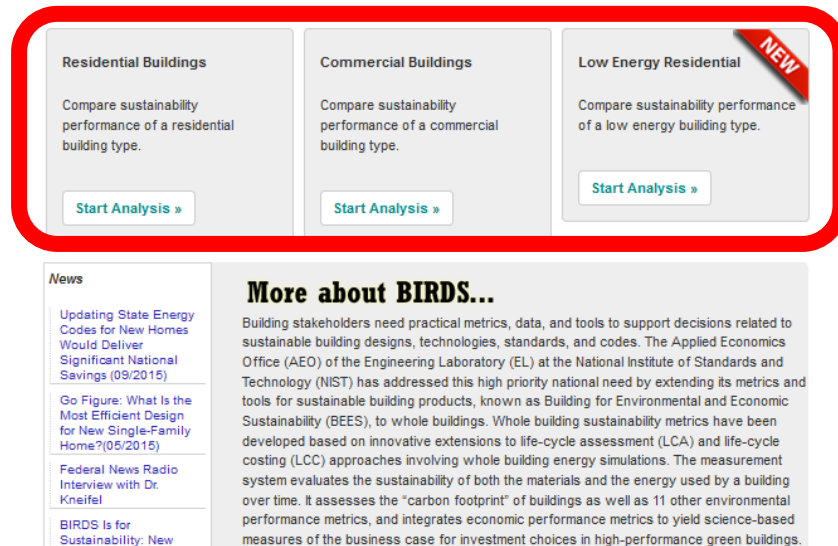 Residential Buildings
Compare sustainability
performance of a residential
building type.
Start Analysis »
Commercial Buildings
Compare sustainability
performance of a commercial
building type.
Start Analysis »
Low Energy Residential
NEW
Compare sustainability performance
of a low energy builiding type.
Start Analysis »
News
Updating State Energy
Codes for New Homes
Would Deliver
Significant National
Savings (09/2015)
Go Figure: What Is the
Most Efficient Design
for New Single-Family
Home?(05/2015)
Federal News Radio
Interview with Dr.
Kneifel
BIRDS Is for
Sustainability: New
More about BIRDS...
Building stakeholders need practical metrics, data, and tools to support decisions related to
sustainable building designs, technologies, standards, and codes. The Applied Economics
Office (AEO) of the Engineering Laboratory (EL) at the National Institute of Standards and
Technology (NIST) has addressed this high priority national need by extending its metrics and
tools for sustainable building products, known as Building for Environmental and Economic
Sustainability (BEES), to whole buildings. Whole building sustainability metrics have been
developed based on innovative extensions to life-cycle assessment (LCA) and life-cycle
costing (LCC) approaches involving whole building energy simulations. The measurement
system evaluates the sustainability of both the materials and the energy used by a building
over time. It assesses the “carbon footprint” of buildings as well as 11 other environmental
performance metrics, and integrates economic performance metrics to yield science-based
measures of the business case for investment choices in high-performance green buildings.